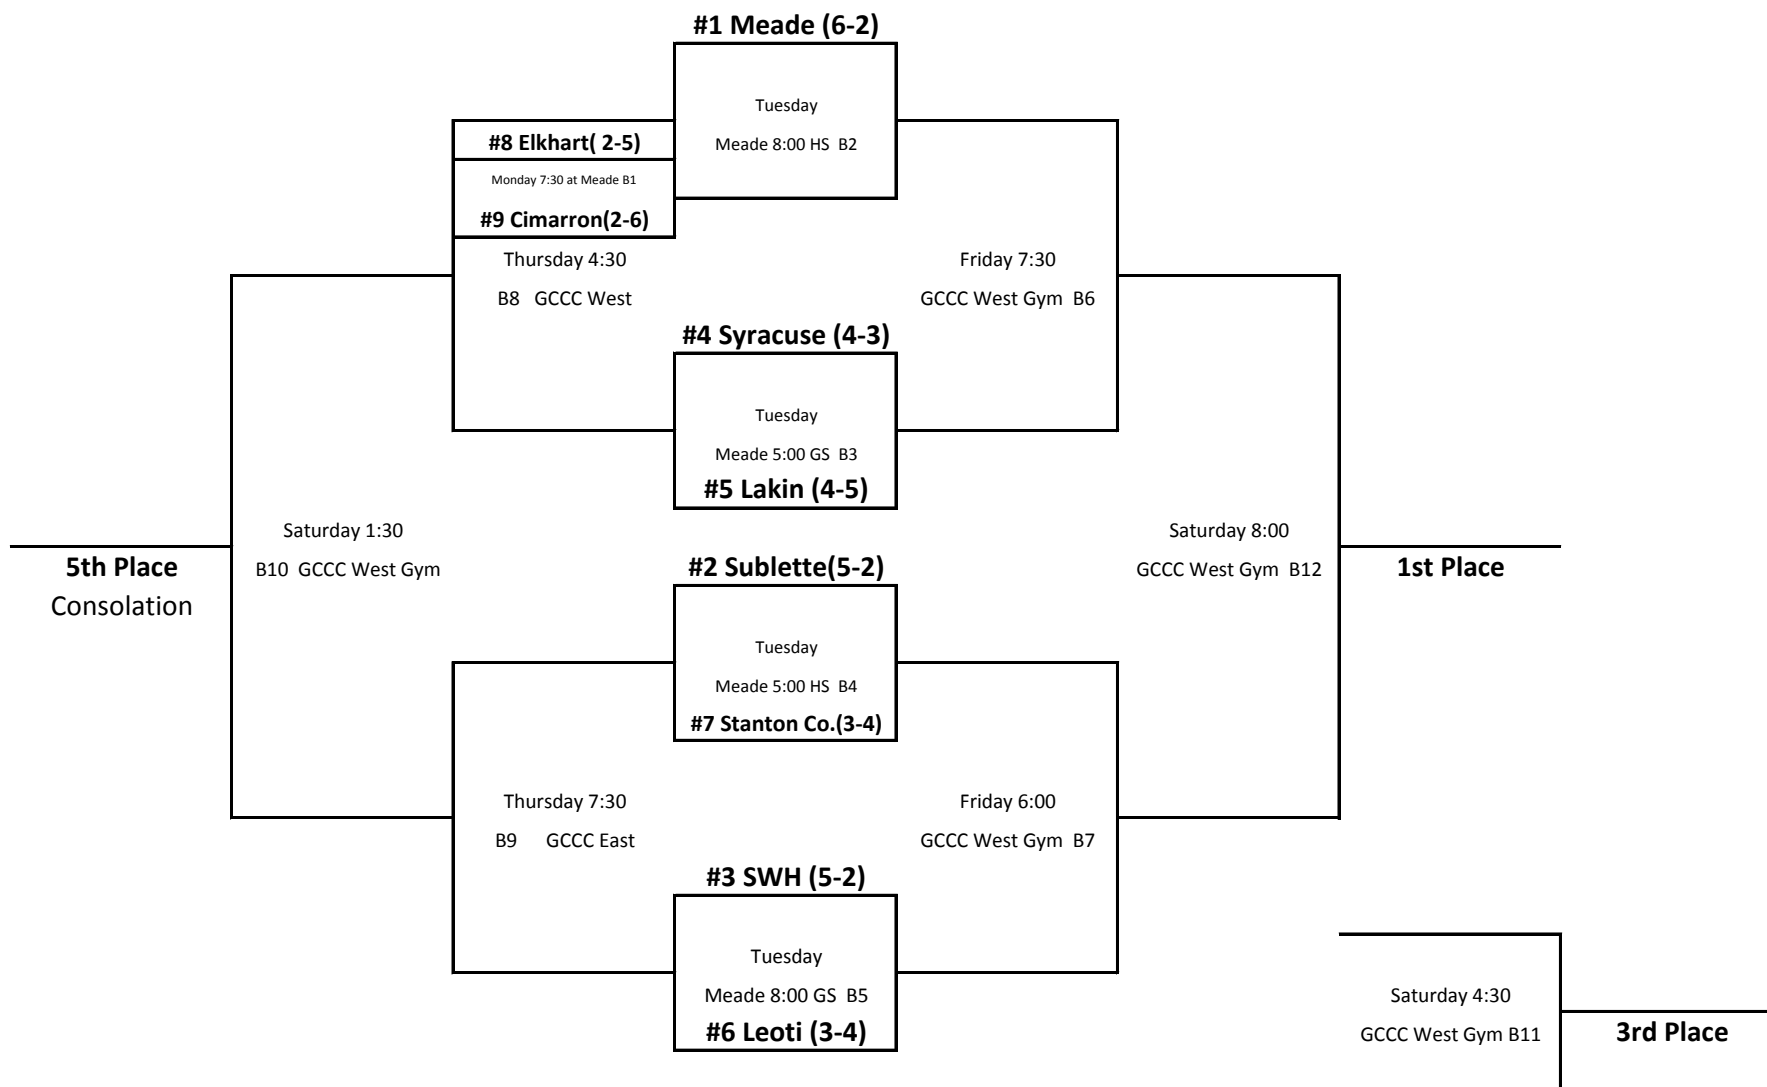 #1 Meade (6-2)
Tuesday
Meade 8:00 HS  B2
#8 Elkhart( 2-5)
Monday 7:30 at Meade B1
#9 Cimarron(2-6)
Thursday 4:30
B8   GCCC West
Friday 7:30
GCCC West Gym  B6
#4 Syracuse (4-3)
Tuesday
Meade 5:00 GS  B3
#5 Lakin (4-5)
Saturday 1:30
B10  GCCC West Gym
5th Place
Consolation
Saturday 8:00
GCCC West Gym  B12
1st Place
#2 Sublette(5-2)
Tuesday
Meade 5:00 HS  B4
#7 Stanton Co.(3-4)
Thursday 7:30
B9      GCCC East
Friday 6:00
GCCC West Gym  B7
#3 SWH (5-2)
Tuesday
Meade 8:00 GS  B5
#6 Leoti (3-4)
Saturday 4:30
GCCC West Gym B11
3rd Place